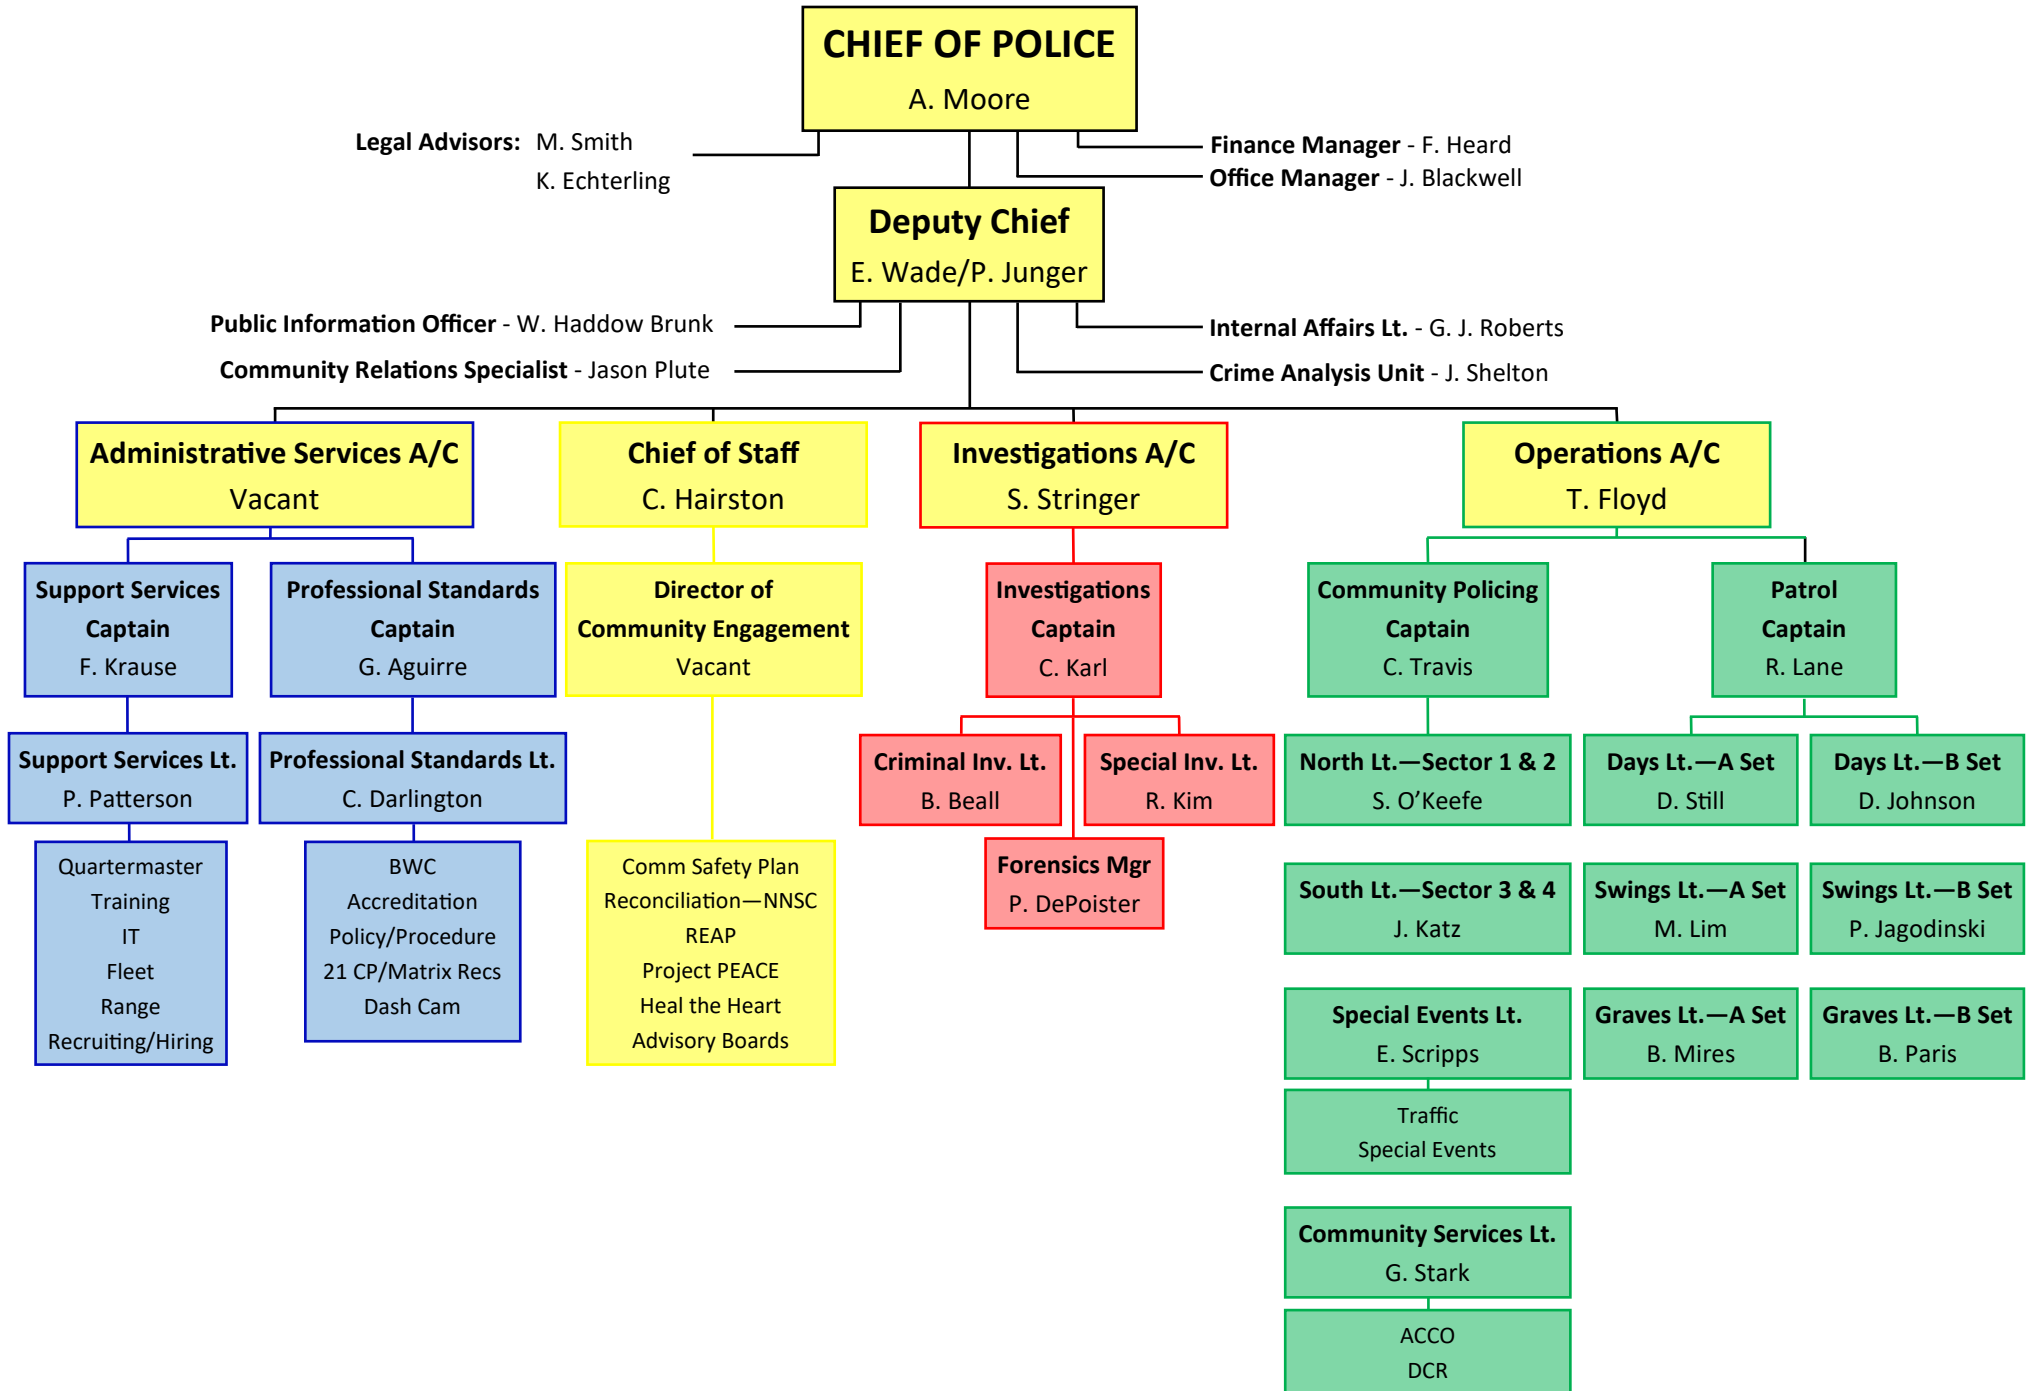 CHIEF OF POLICE
A. Moore
Legal Advisors: M. Smith
K. Echterling
Finance Manager - F. Heard
Office Manager - J. Blackwell
Deputy Chief
E. Wade/P. Junger
Public Information Officer - W. Haddow Brunk
Community Relations Specialist - Jason Plute
Internal Affairs Lt. - G. J. Roberts
Crime Analysis Unit - J. Shelton
Administrative Services A/C
Vacant
Chief of Staff
C. Hairston
Investigations A/C
S. Stringer
Operations A/C
T. Floyd
Support Services
Captain
F. Krause
Professional Standards
Captain
G. Aguirre
Director of
Community Engagement
Vacant
Investigations
Captain
C. Karl
Community Policing
Captain
C. Travis
Patrol
Captain
R. Lane
Support Services Lt.
P. Patterson
Professional Standards Lt.
C. Darlington
Criminal Inv. Lt.
B. Beall
Special Inv. Lt.
R. Kim
North Lt.—Sector 1 & 2
S. O’Keefe
Days Lt.—A Set
D. Still
Days Lt.—B Set
D. Johnson
Quartermaster
Training
IT
Fleet
Range
Recruiting/Hiring
BWC
Accreditation
Policy/Procedure
21 CP/Matrix Recs
Dash Cam
Comm Safety Plan
Reconciliation—NNSC
REAP
Project PEACE
Heal the Heart
Advisory Boards
Forensics Mgr
P. DePoister
South Lt.—Sector 3 & 4
J. Katz
Swings Lt.—A Set
M. Lim
Swings Lt.—B Set
P. Jagodinski
Special Events Lt.
E. Scripps
Graves Lt.—A Set
B. Mires
Graves Lt.—B Set
B. Paris
Traffic
Special Events
Community Services Lt.
G. Stark
ACCO
DCR